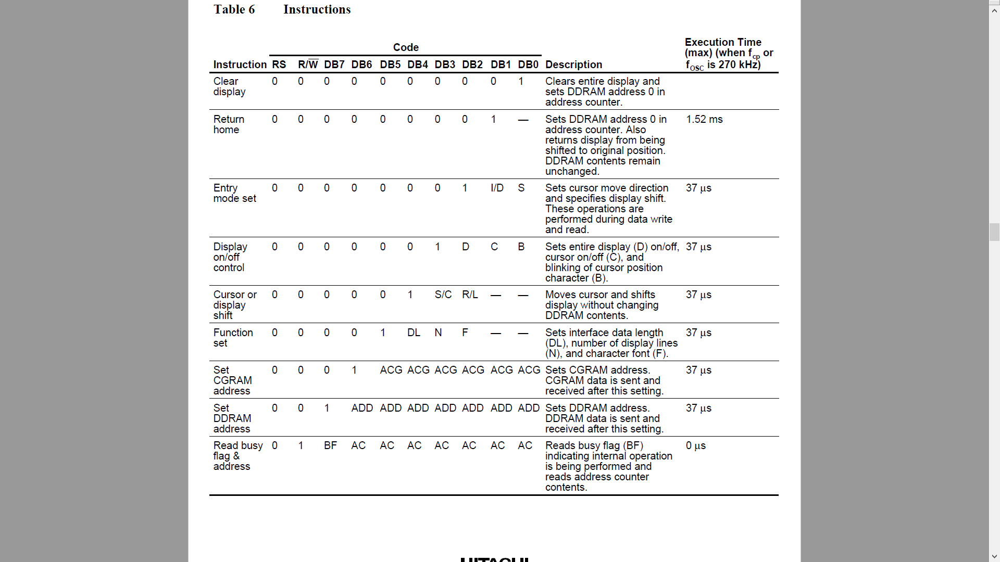 Table 6 Instructions
Code
Execution Time
(max) (when fcp or
Instruction RS R/W DB7 DB6 DB5 DB4 DB3 DB2 DB1 DB0 Description fOSC is 270 kHz)
Clear 0 0 0 0 0 0 0 0 0 1 Clears entire display and
display sets DDRAM address 0 in
address counter.
Return 0 0 0 0 0 0 0 0 1 — Sets DDRAM address 0 in 1.52 ms
home address counter. Also
returns display from being
shifted to original position.
DDRAM contents remain
unchanged.
Entry 0 0 0 0 0 0 0 1 I/D S Sets cursor move direction 37 µs
mode set and specifies display shift.
These operations are
performed during data write
and read.
Display 0 0 0 0 0 0 1 D C B Sets entire display (D) on/off, 37 µs
on/off cursor on/off (C), and
control blinking of cursor position
character (B).
Cursor or 0 0 0 0 0 1 S/C R/L — — Moves cursor and shifts 37 µs
display display without changing
shift DDRAM contents.
Function 0 0 0 0 1 DL N F — — Sets interface data length 37 µs
set (DL), number of display lines
(N), and character font (F).
Set 0 0 0 1 ACG ACG ACG ACG ACG ACG Sets CGRAM address. 37 µs
CGRAM CGRAM data is sent and
address received after this setting.
Set 0 0 1 ADD ADD ADD ADD ADD ADD ADD Sets DDRAM address. 37 µs
DDRAM DDRAM data is sent and
address received after this setting.
Read busy 0 1 BF AC AC AC AC AC AC AC Reads busy flag (BF) 0 µs
flag & indicating internal operation
address is being performed and
reads address counter
contents.
HITACHI